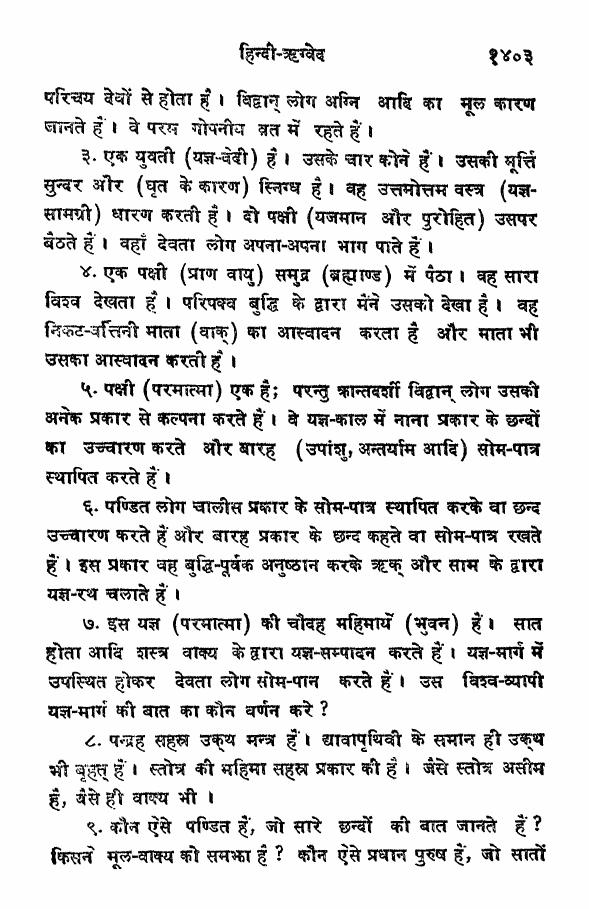 हिन्दी-ऋग्वेद १४०३
परिचय देवों से होता है । विद्वान् लोग अग्नि आदि का मूल कारण
जानते हैं । वे परम गोपनीय व्रत में रहते हैं ।
३. एक युवती (यज्ञ-वेदी) है । उसके चार कोने हैं । उसकी मूर्त्ति
सुन्दर और (घृत के कारण) स्निग्ध है । वह उत्तमोत्तम वस्त्र (यज्ञ-
सामग्री) धारण करती है । दो पक्षी (यजमान और पुरोहित) उसपर
बैठते हैं । वहाँ देवता लोग अपना-अपना भाग पाते हैं ।
४. एक पक्षी (प्राण वायु) समुद्र (ब्रह्माण्ड) में पैठा । वह सारा
विश्व देखता है । परिपक्व बुद्धि के द्वारा मैंने उसको देखा है । वह
निकट-वर्त्तिनी माता (वाक्) का आस्वादन करता है और माता भी
उसका आस्वादन करती है ।
५. पक्षी (परमात्मा) एक है; परन्तु क्रान्तदर्शी विद्वान् लोग उसकी
अनेक प्रकार से कल्पना करते हैं । वे यज्ञ-काल में नाना प्रकार के छन्दों
का उच्चारण करते और बारह (उपांशु, अन्तर्याम आदि) सोम-पात्र
स्थापित करते हैं ।
६. पण्डित लोग चालीस प्रकार के सोम-पात्र स्थापित करके वा छन्द
उच्चारण करते हैं और बारह प्रकार के छन्द कहते वा सोम-पात्र रखते
हैं । इस प्रकार वह बुद्धि-पूर्वक अनुष्ठान करके ऋक् और साम के द्वारा
यज्ञ-रथ चलाते हैं ।
७. इस यज्ञ (परमात्मा) की चौदह महिमायें (भुवन) हैं । सात
होता आदि शस्त्र वाक्य के द्वारा यज्ञ-सम्पादन करते हैं । यज्ञ-मार्ग में
उपस्थित होकर देवता लोग सोम-पान करते हैं । उस विश्व-व्यापी
यज्ञ-मार्ग की बात का कौन वर्णन करे ?
८. पन्द्रह सहस्र उक्थ मन्त्र हैं । द्यावापृथिवी के समान ही उक्थ
भी बृहत् हैं । स्तोत्र की महिमा सहस्र प्रकार की है । जैसे स्तोत्र असीम
है, वैसे ही वाक्य भी ।
९. कौन ऐसे पण्डित हैं, जो सारे छन्दों की बात जानते हैं ?
किसने मूल-वाक्य को समझा है ? कौन ऐसे प्रधान पुरुष हैं, जो सातों